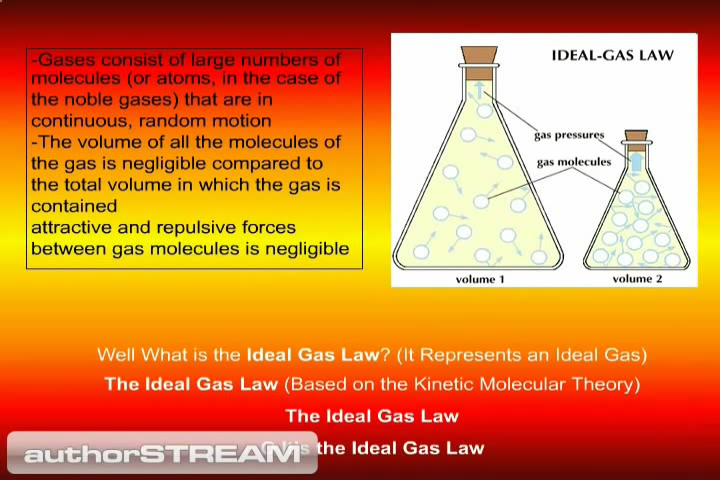 -Gases consist of large numbers of
molecules (or atoms, in the case of
the noble gases) that are in
continuous, random motion
-The volume of all the molecules of
the gas is negligible compared to
the total volume in which the gas is
contained
attractive and repulsive forces
between gas molecules is negligible
IDEAL-GAS LAW
gas pressures
gas molecules
volume 1
volume 2
Well What is the Ideal Gas Law? (It Represents an Ideal Gas)
The Ideal Gas Law (Based on the Kinetic Molecular Theory)
The Ideal Gas Law
the Ideal Gas Law
authorSTREAM